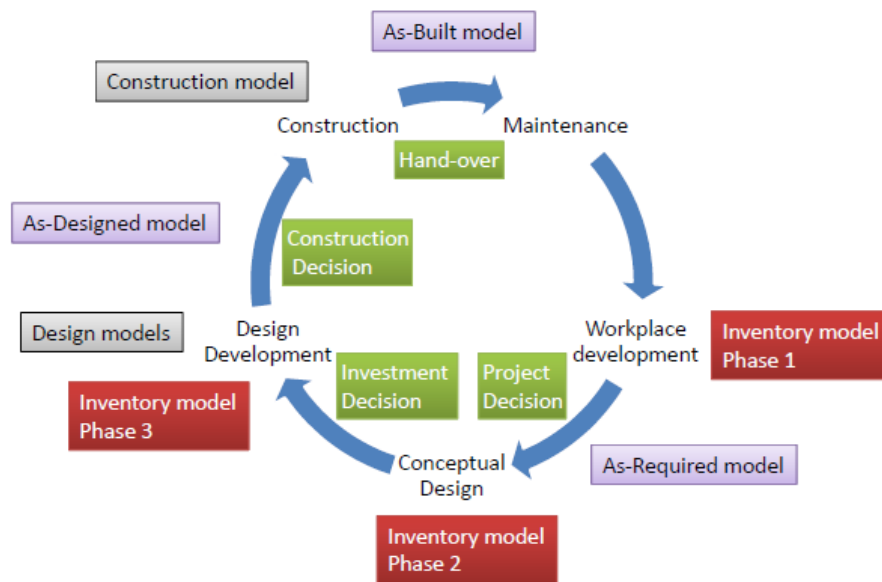 As-Built model
Construction model
Construction
Maintenance
Hand-over
As-Designed model
Construction
Decision
Design models
Design
Development
Workplace
development
Inventory model
Phase 1
Investment
Decision
Project
Decision
Inventory model
Phase 3
Conceptual
Design
As-Required model
Inventory model
Phase 2